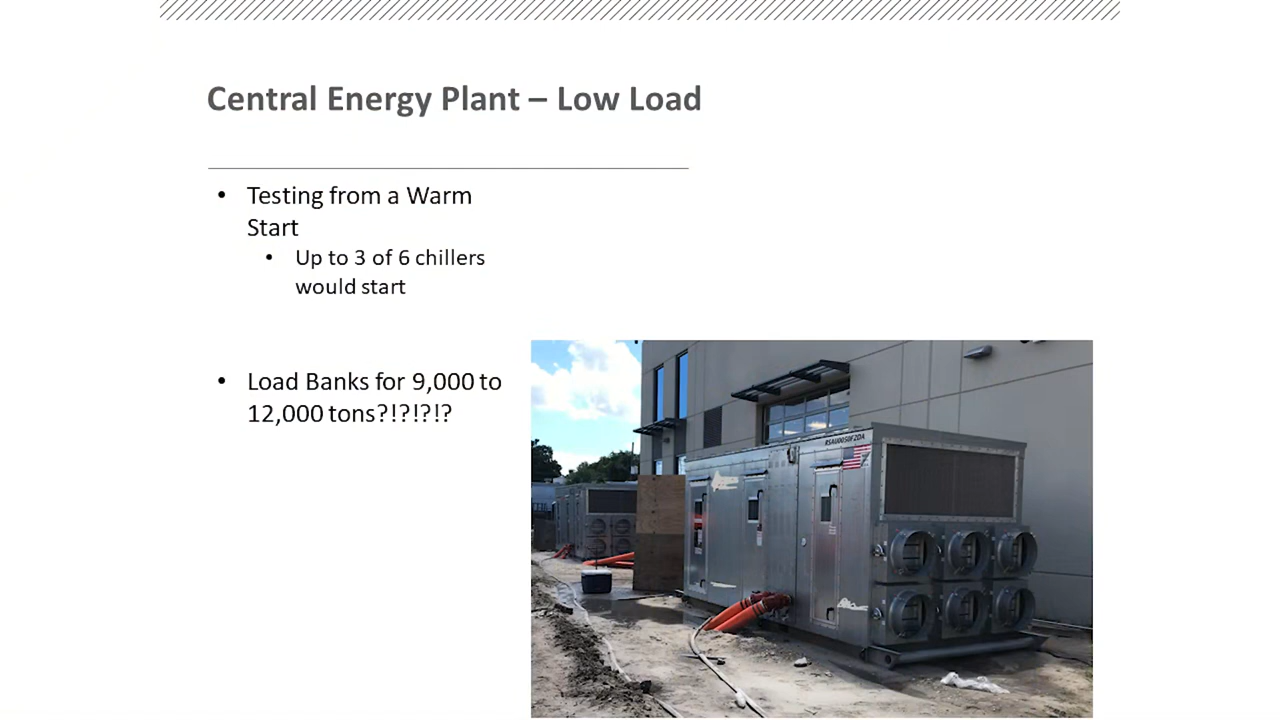 Central Energy Plant – Low Load
• Testing from a Warm
Start
• Up to 3 of 6 chillers
would start
• Load Banks for 9,000 to
12,000 tons?!?!?!?